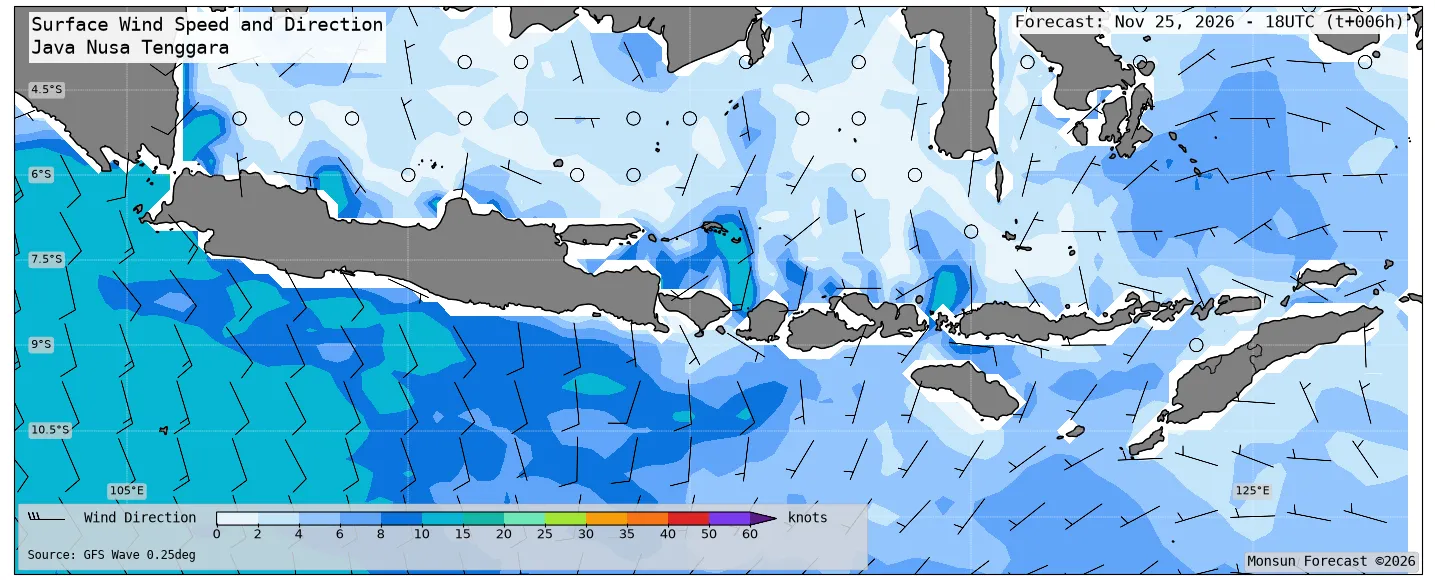 Surface Wind Speed and Direction
Java Nusa Tenggara
Forecast: Nov 25, 2026 - 18UTC (t+006h)
4.5°S
6°S
7.5°S
9°S
10.5°S
105°E
125°E
Wind Direction
0 2 4 6 8 10 15 20 25 30 35 40 50 60
knots
Source: GFS Wave 0.25deg
Monsun Forecast ©2026